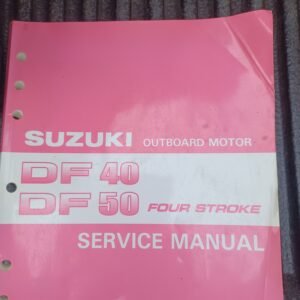 SUZUKI OUTBOARD MOTOR
DF 40
DF 50 FOUR STROKE
SERVICE MANUAL